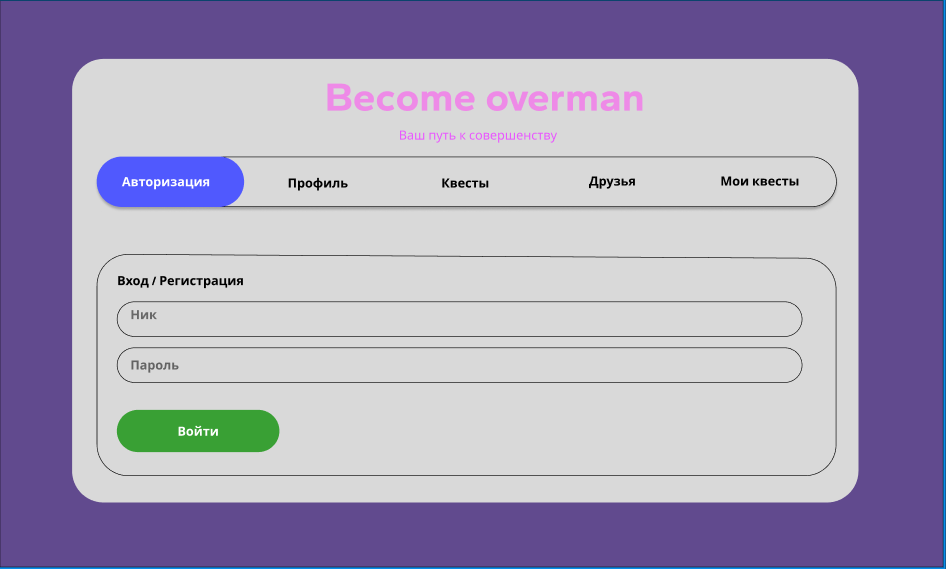 Become overman
Ваш путь к совершенству
Авторизация Профиль Квесты Друзья Мои квесты
Вход / Регистрация
Ник
Пароль
Войти